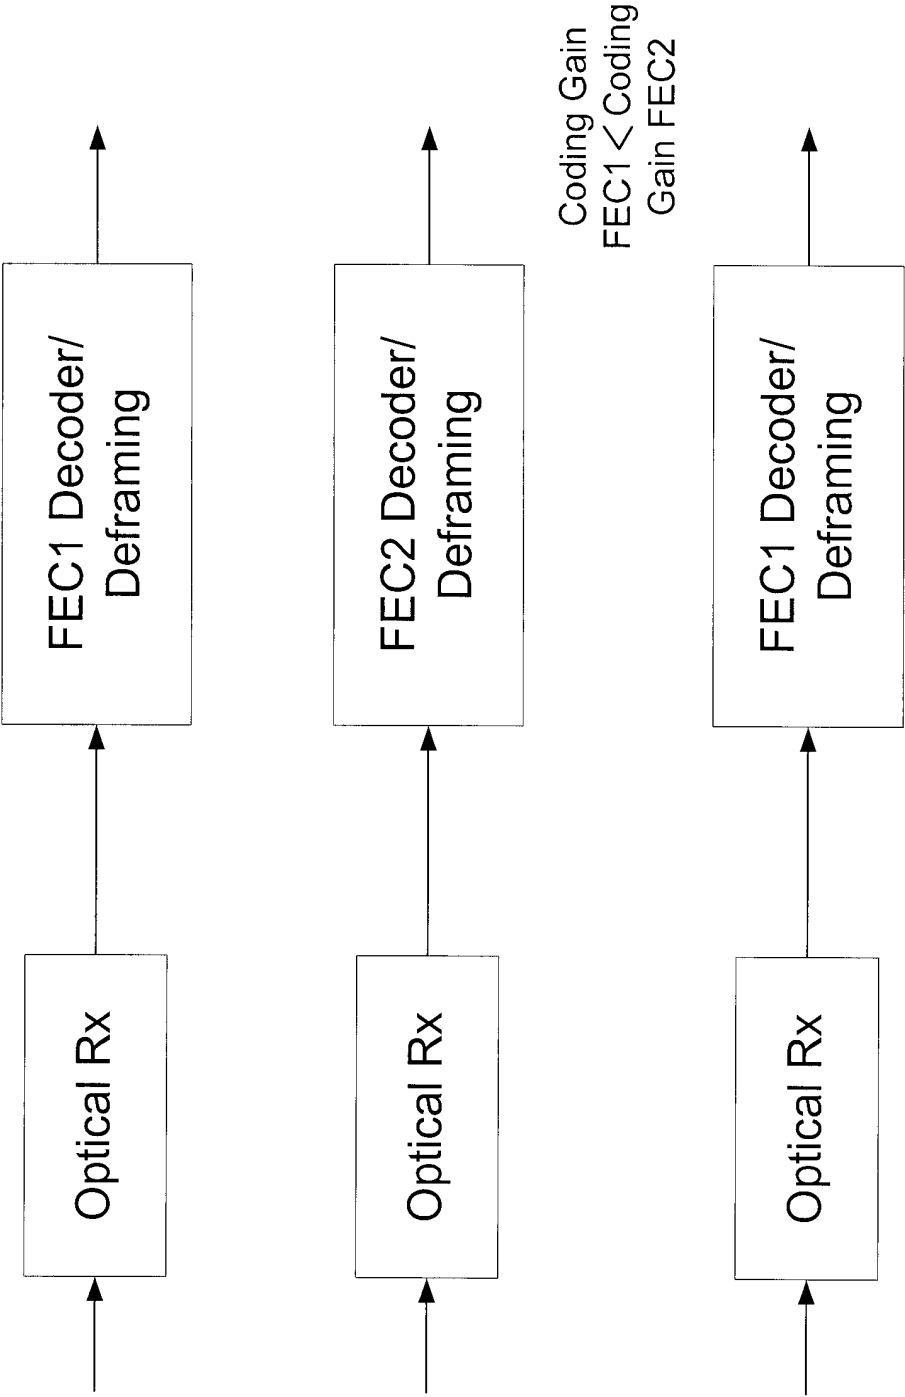 Optical Rx
FEC1 Decoder/
Deframing
Optical Rx
FEC2 Decoder/
Deframing
Coding Gain
FEC1 < Coding
Gain FEC2
Optical Rx
FEC1 Decoder/
Deframing